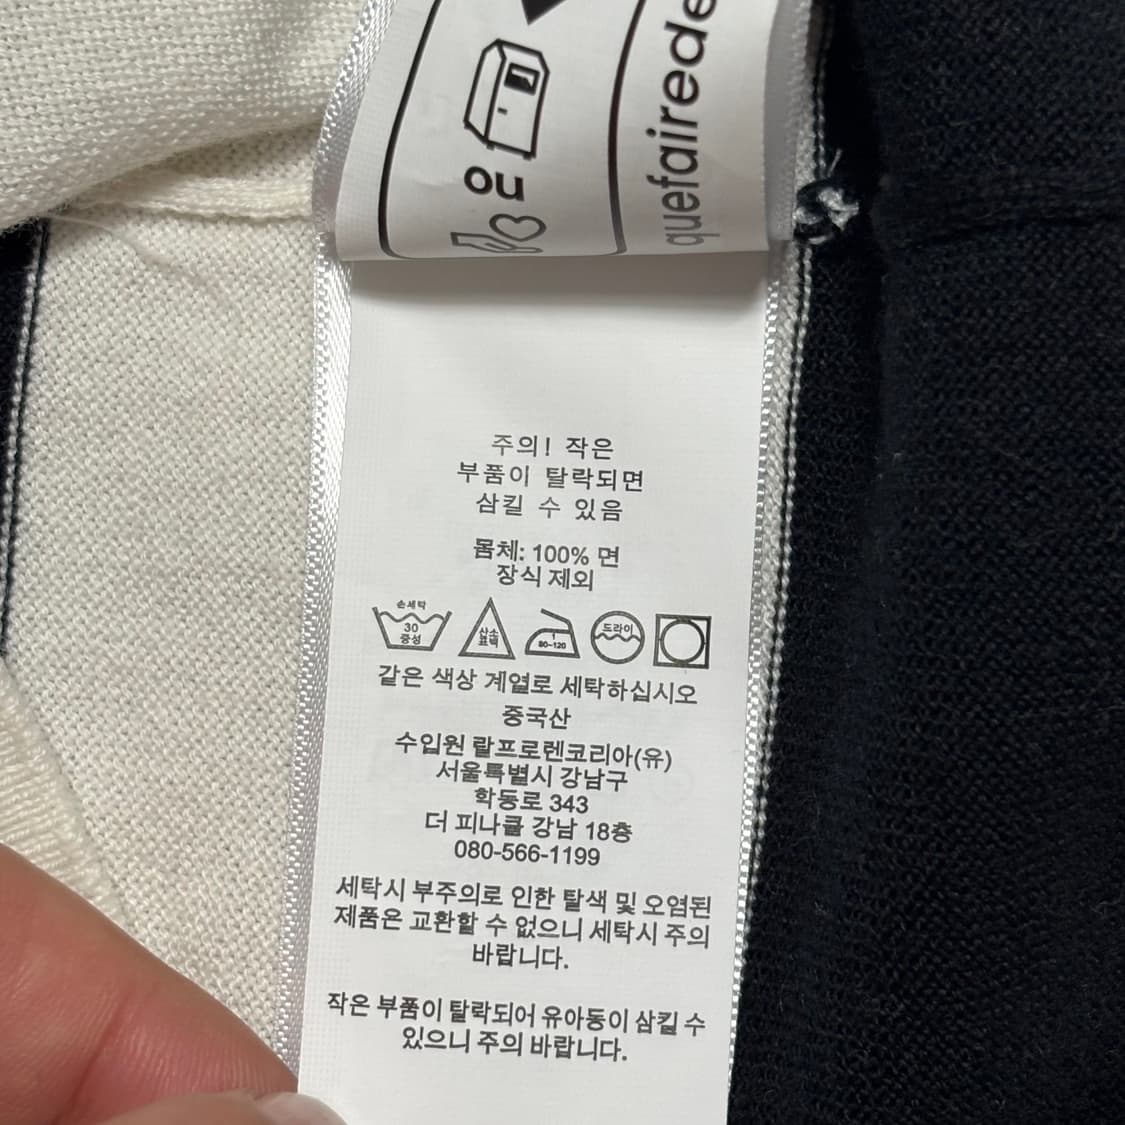 quefairede
OU
주의! 작은
부품이 탈락되면
삼킬 수 있음
몸체: 100% 면
장식 제외
손세탁
30
중성
산소
표백
1
80~120
드라이
같은 색상 계열로 세탁하십시오
중국산
수입원 랄프로렌코리아(유)
서울특별시 강남구
학동로 343
더 피나클 강남 18층
080-566-1199
세탁시 부주의로 인한 탈색 및 오염된
제품은 교환할 수 없으니 세탁시 주의
바랍니다.
작은 부품이 탈락되어 유아동이 삼킬 수
있으니 주의 바랍니다.